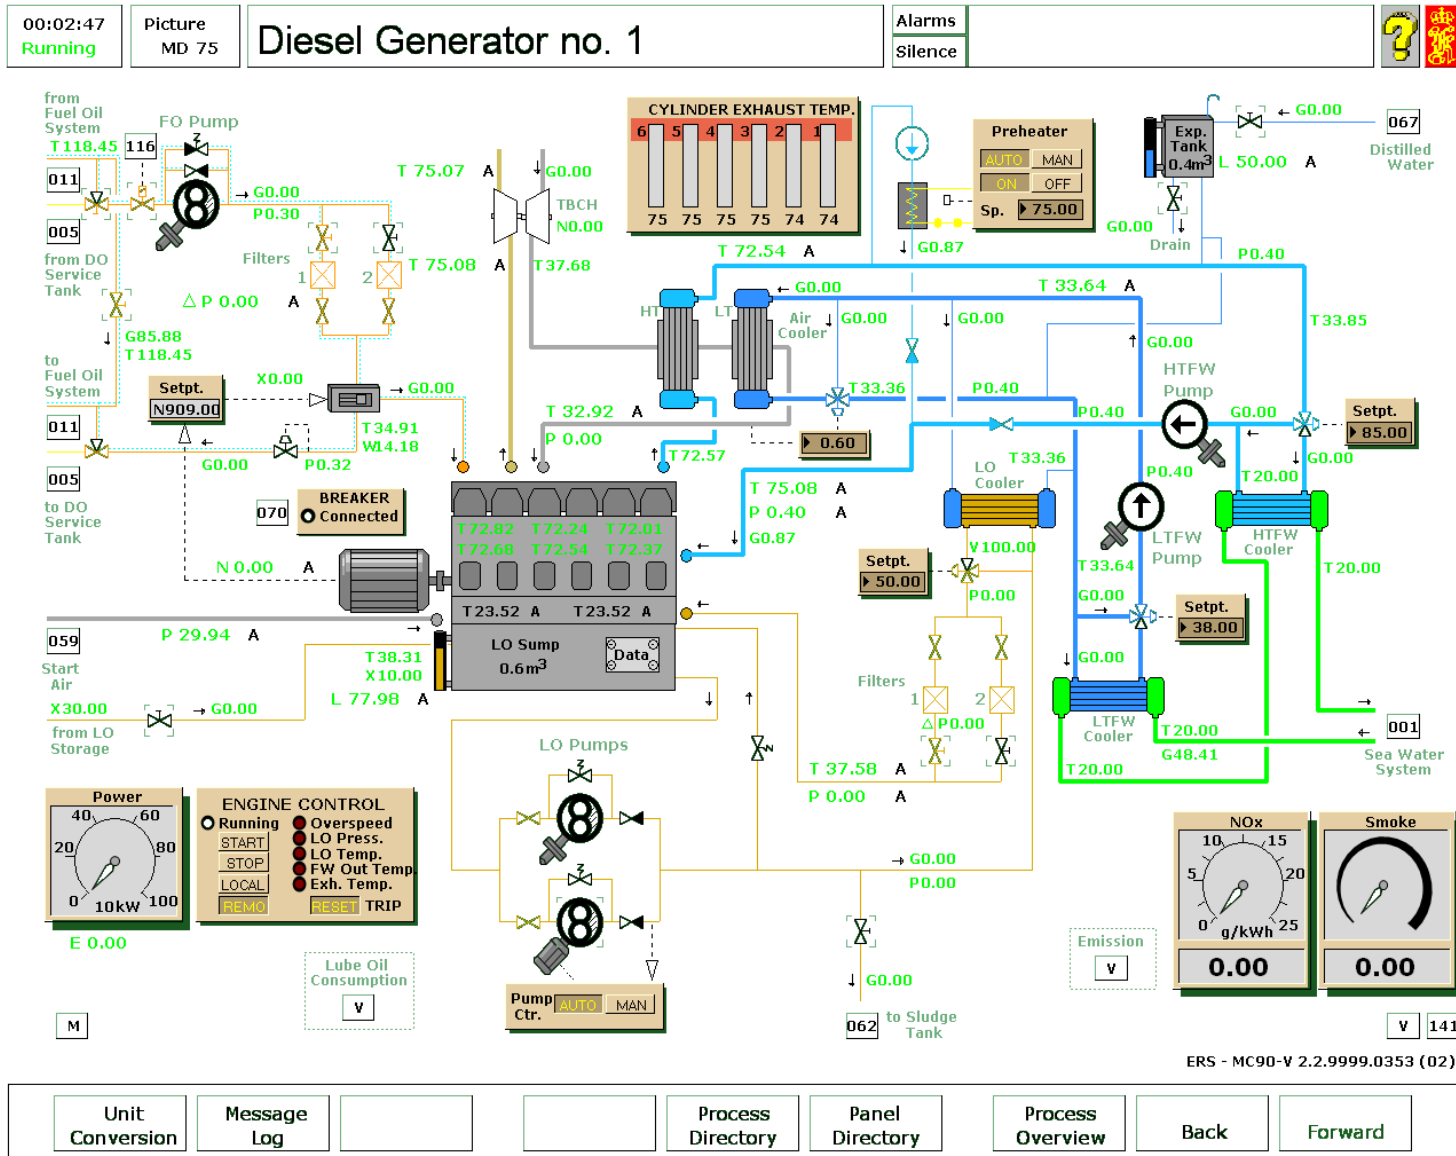 00:02:47
Running
Picture
MD 75
Diesel Generator no. 1
Alarms
Silence
from
Fuel Oil
System
T118.45
FO Pump
116
011
005
from DO
Service
Tank
G0.00
P0.30
Filters
1
2
△ P 0.00 A
G85.88
T118.45
to
Fuel Oil
System
011
005
to DO
Service
Tank
Setpt.
N909.00
X0.00
G0.00
T34.91
W14.18
G0.00
P0.32
T 75.07 A
G0.00
TBCH
N0.00
T 75.08 A
T37.68
CYLINDER EXHAUST TEMP.
6 5 4 3 2 1
75 75 75 75 74 74
Preheater
AUTO MAN
ON OFF
Sp. 75.00
G0.87
T 72.54 A
Exp.
Tank
0.4m3
G0.00
067
Distilled
Water
L 50.00 A
G0.00
Drain
P0.40
T 33.64 A
T33.85
HT
LT
G0.00
Air
Cooler
G0.00
G0.00
G0.00
HTFW
Pump
T33.36
P0.40
P0.40
G0.00
Setpt.
85.00
G0.00
T20.00
T 32.92 A
P 0.00
T72.57
0.60
T33.36
LO
Cooler
P0.40
LTFW
Pump
HTFW
Cooler
T20.00
070
BREAKER
Connected
T72.82 T72.24 T72.01
T72.68 T72.54 T72.37
T 75.08 A
P 0.40 A
G0.87
V100.00
Setpt.
50.00
P0.00
T33.64
G0.00
Setpt.
38.00
G0.00
N 0.00 A
T23.52 A T23.52 A
059
Start
Air
P 29.94 A
LO Sump
0.6m3
Data
T38.31
X10.00
L 77.98 A
X30.00
G0.00
from LO
Storage
Filters
1
2
△ P0.00
LTFW
Cooler
T20.00
G48.41
T20.00
001
Sea Water
System
LO Pumps
T 37.58 A
P 0.00 A
Power
0 20 40 60 80 100
10kW
E 0.00
ENGINE CONTROL
Running
START
STOP
LOCAL
REMO
Overspeed
LO Press.
LO Temp.
FW Out Temp
Exh. Temp.
RESET TRIP
G0.00
P0.00
NOx
0 5 10 15 20 25
g/kWh
0.00
Smoke
0.00
Lube Oil
Consumption
V
Pump
Ctr.
AUTO MAN
G0.00
062
to Sludge
Tank
Emission
V
M
V
141
ERS - MC90-V 2.2.9999.0353 (02)
Unit
Conversion
Message
Log
Process
Directory
Panel
Directory
Process
Overview
Back
Forward